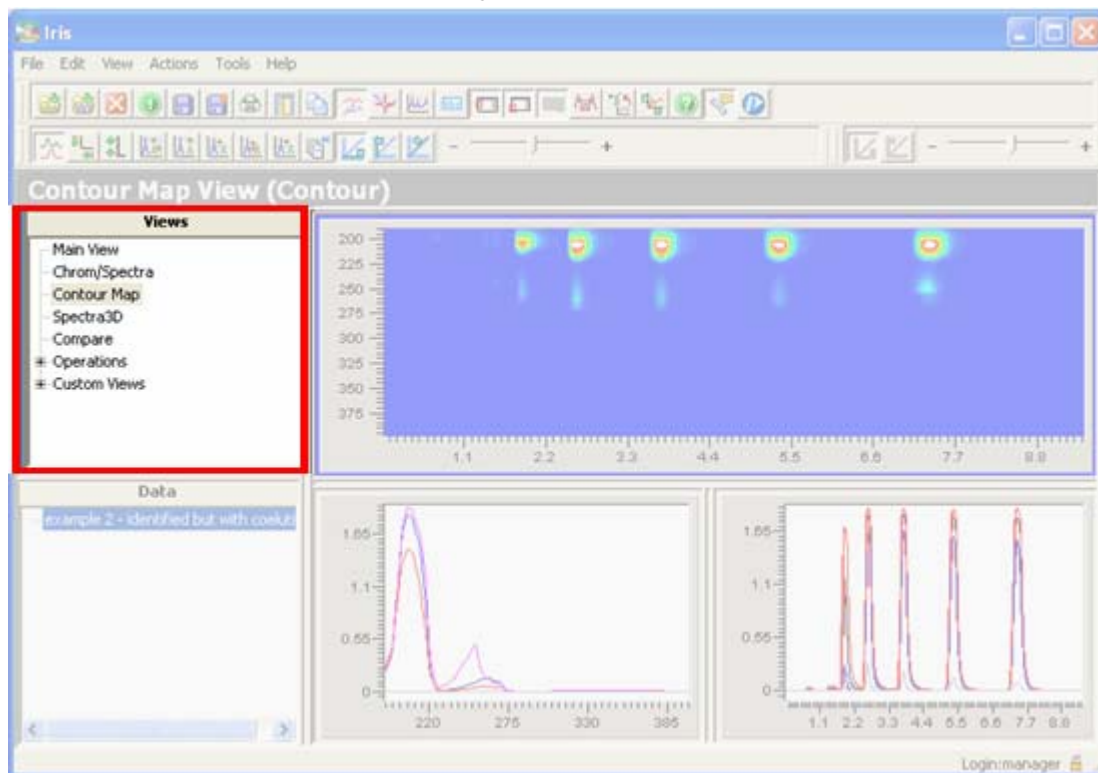 Iris
File Edit View Actions Tools Help
- +
- +
Contour Map View (Contour)
Views
Main View
Chrom/Spectra
Contour Map
Spectra3D
Compare
Operations
Custom Views
200
225
250
275
300
325
350
375
1.1 2.2 3.3 4.4 5.5 6.6 7.7 8.8
Data
example 2 - identified but with coelut
1.65
1.1
0.55
0
220 275 330 385
1.65
1.1
0.55
0
1.1 2.2 3.3 4.4 5.5 6.6 7.7 8.8
Login:manager